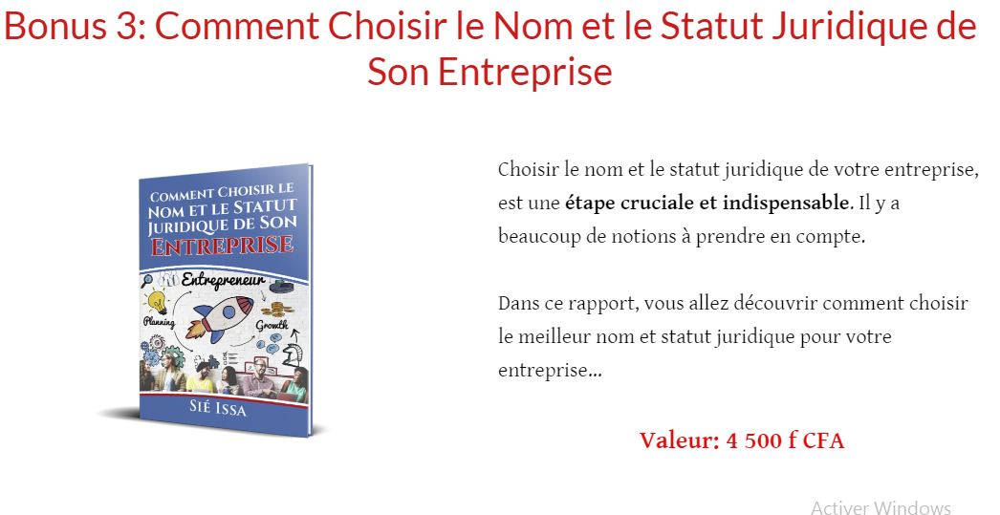 Bonus 3: Comment Choisir le Nom et le Statut Juridique de
Son Entreprise
Comment Choisir le
Nom et le Statut
Juridique de Son
Entreprise
Entrepreneur
Planning
Growth
Sié Issa
Choisir le nom et le statut juridique de votre entreprise,
est une étape cruciale et indispensable. Il y a
beaucoup de notions à prendre en compte.
Dans ce rapport, vous allez découvrir comment choisir
le meilleur nom et statut juridique pour votre
entreprise...
Valeur: 4 500 f CFA
Activer Windows